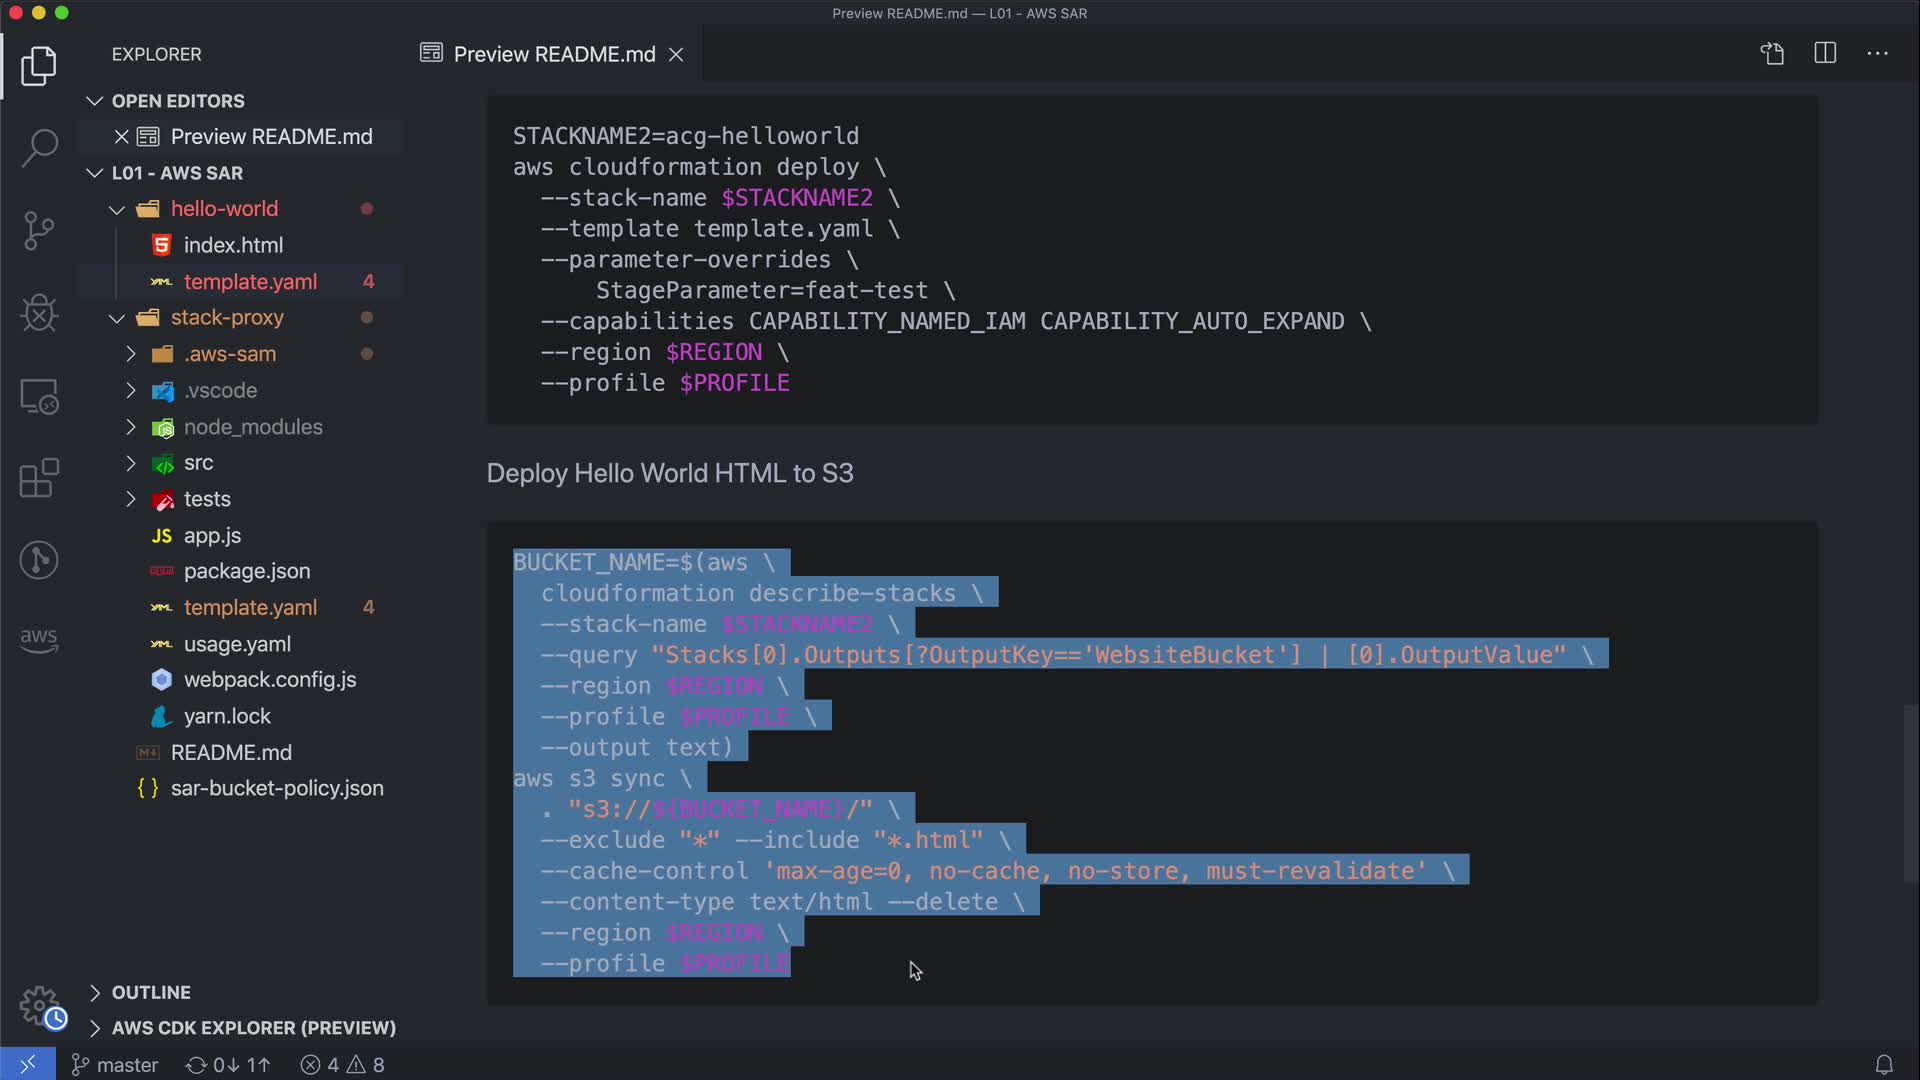 Preview README.md — L01 - AWS SAR
EXPLORER
Preview README.md
OPEN EDITORS
Preview README.md
L01 - AWS SAR
hello-world
index.html
template.yaml 4
stack-proxy
.aws-sam
.vscode
node_modules
src
tests
JS app.js
package.json
template.yaml 4
usage.yaml
webpack.config.js
yarn.lock
README.md
{ } sar-bucket-policy.json
OUTLINE
AWS CDK EXPLORER (PREVIEW)
aws
STACKNAME2=acg-helloworld
aws cloudformation deploy \
--stack-name $STACKNAME2 \
--template template.yaml \
--parameter-overrides \
StageParameter=feat-test \
--capabilities CAPABILITY_NAMED_IAM CAPABILITY_AUTO_EXPAND \
--region $REGION \
--profile $PROFILE
Deploy Hello World HTML to S3
BUCKET_NAME=$(aws \
cloudformation describe-stacks \
--stack-name $STACKNAME2 \
--query "Stacks[0].Outputs[?OutputKey=='WebsiteBucket'] | [0].OutputValue" \
--region $REGION \
--profile $PROFILE \
--output text)
aws s3 sync \
. "s3://${BUCKET_NAME}/" \
--exclude "*" --include "*.html" \
--cache-control 'max-age=0, no-cache, no-store, must-revalidate' \
--content-type text/html --delete \
--region $REGION \
--profile $PROFILE
master 0↓ 1↑ 4 8